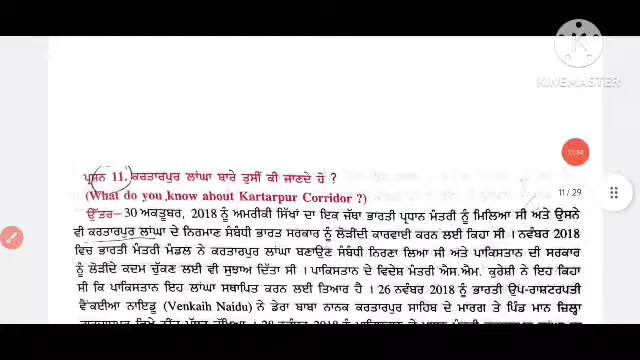 KINEMASTER
11:34
11 / 29
ਪ੍ਰਸ਼ਨ 11. ਕਰਤਾਰਪੁਰ ਲਾਂਘਾ ਬਾਰੇ ਤੁਸੀਂ ਕੀ ਜਾਣਦੇ ਹੋ ?
(What do you know about Kartarpur Corridor ?)
ਉੱਤਰ– 30 ਅਕਤੂਬਰ, 2018 ਨੂੰ ਅਮਰੀਕੀ ਸਿੱਖਾਂ ਦਾ ਇਕ ਜੱਥਾ ਭਾਰਤੀ ਪ੍ਰਧਾਨ ਮੰਤਰੀ ਨੂੰ ਮਿਲਿਆ ਸੀ ਅਤੇ ਉਸਨੇ
ਵੀ ਕਰਤਾਰਪੁਰ ਲਾਂਘਾ ਦੇ ਨਿਰਮਾਣ ਸੰਬੰਧੀ ਭਾਰਤ ਸਰਕਾਰ ਨੂੰ ਲੋੜੀਂਦੀ ਕਾਰਵਾਈ ਕਰਨ ਲਈ ਕਿਹਾ ਸੀ। ਨਵੰਬਰ 2018
ਵਿਚ ਭਾਰਤੀ ਮੰਤਰੀ ਮੰਡਲ ਨੇ ਕਰਤਾਰਪੁਰ ਲਾਂਘਾ ਬਣਾਉਣ ਸੰਬੰਧੀ ਨਿਰਣਾ ਲਿਆ ਸੀ ਅਤੇ ਪਾਕਿਸਤਾਨ ਦੀ ਸਰਕਾਰ
ਨੂੰ ਲੋੜੀਂਦੇ ਕਦਮ ਚੁੱਕਣ ਲਈ ਵੀ ਸੁਝਾਅ ਦਿੱਤਾ ਸੀ। ਪਾਕਿਸਤਾਨ ਦੇ ਵਿਦੇਸ਼ ਮੰਤਰੀ ਐਸ.ਐਮ. ਕੁਰੇਸ਼ੀ ਨੇ ਇਹ ਕਿਹਾ
ਸੀ ਕਿ ਪਾਕਿਸਤਾਨ ਇਹ ਲਾਂਘਾ ਸਥਾਪਿਤ ਕਰਨ ਲਈ ਤਿਆਰ ਹੈ। 26 ਨਵੰਬਰ 2018 ਨੂੰ ਭਾਰਤੀ ਉਪ-ਰਾਸ਼ਟਰਪਤੀ
ਵੈਂਕਈਆ ਨਾਇਡੂ (Venkaih Naidu) ਨੇ ਡੇਰਾ ਬਾਬਾ ਨਾਨਕ ਕਰਤਾਰਪੁਰ ਸਾਹਿਬ ਦੇ ਮਾਰਗ ਤੇ ਪਿੰਡ ਮਾਨ ਜ਼ਿਲ੍ਹਾ